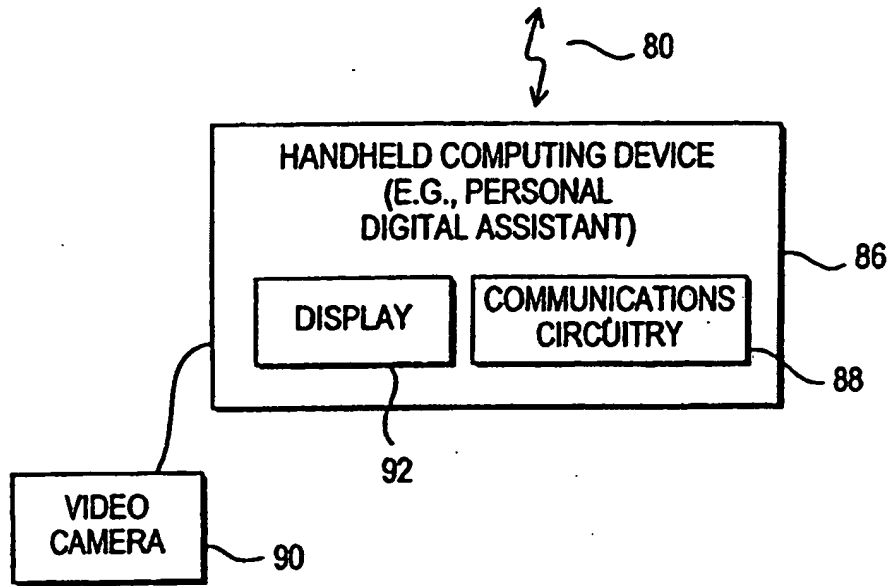 80
HANDHELD COMPUTING DEVICE
(E.G., PERSONAL
DIGITAL ASSISTANT)
86
DISPLAY
COMMUNICATIONS
CIRCUITRY
88
92
VIDEO
CAMERA
90